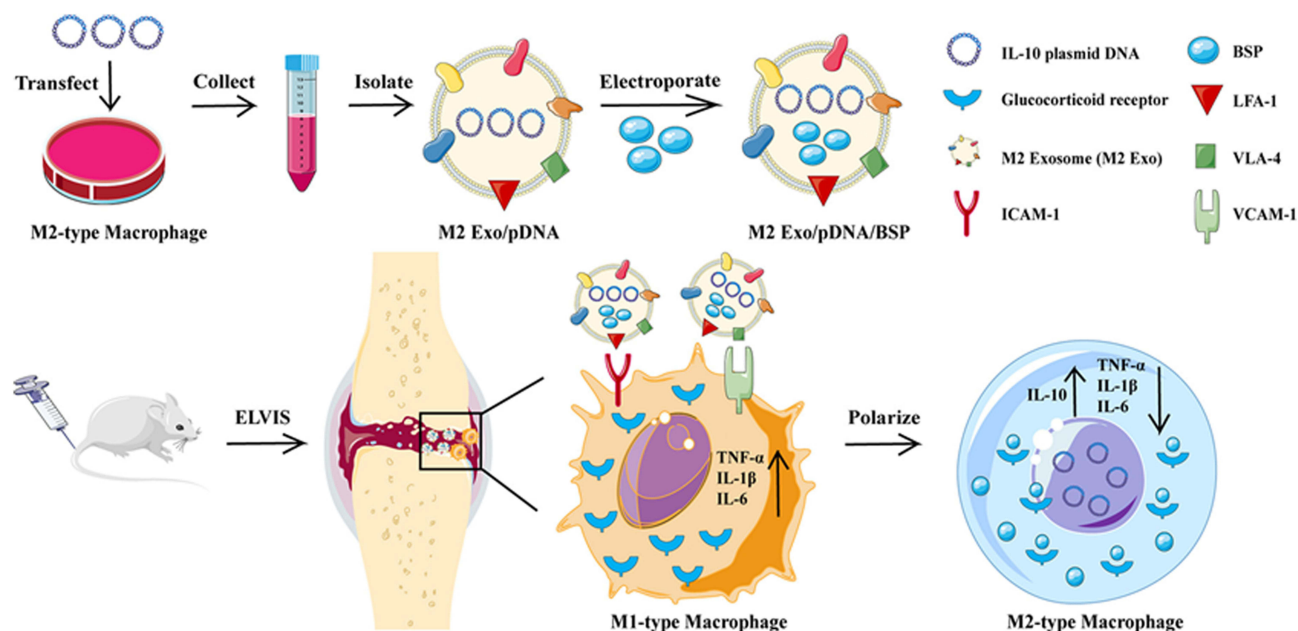 Transfect
Collect
Isolate
Electroporate
M2-type Macrophage
M2 Exo/pDNA
M2 Exo/pDNA/BSP
IL-10 plasmid DNA
BSP
Glucocorticoid receptor
LFA-1
M2 Exosome (M2 Exo)
VLA-4
ICAM-1
VCAM-1
ELVIS
TNF-α
IL-1β
IL-6
M1-type Macrophage
Polarize
IL-10
TNF-α
IL-1β
IL-6
M2-type Macrophage